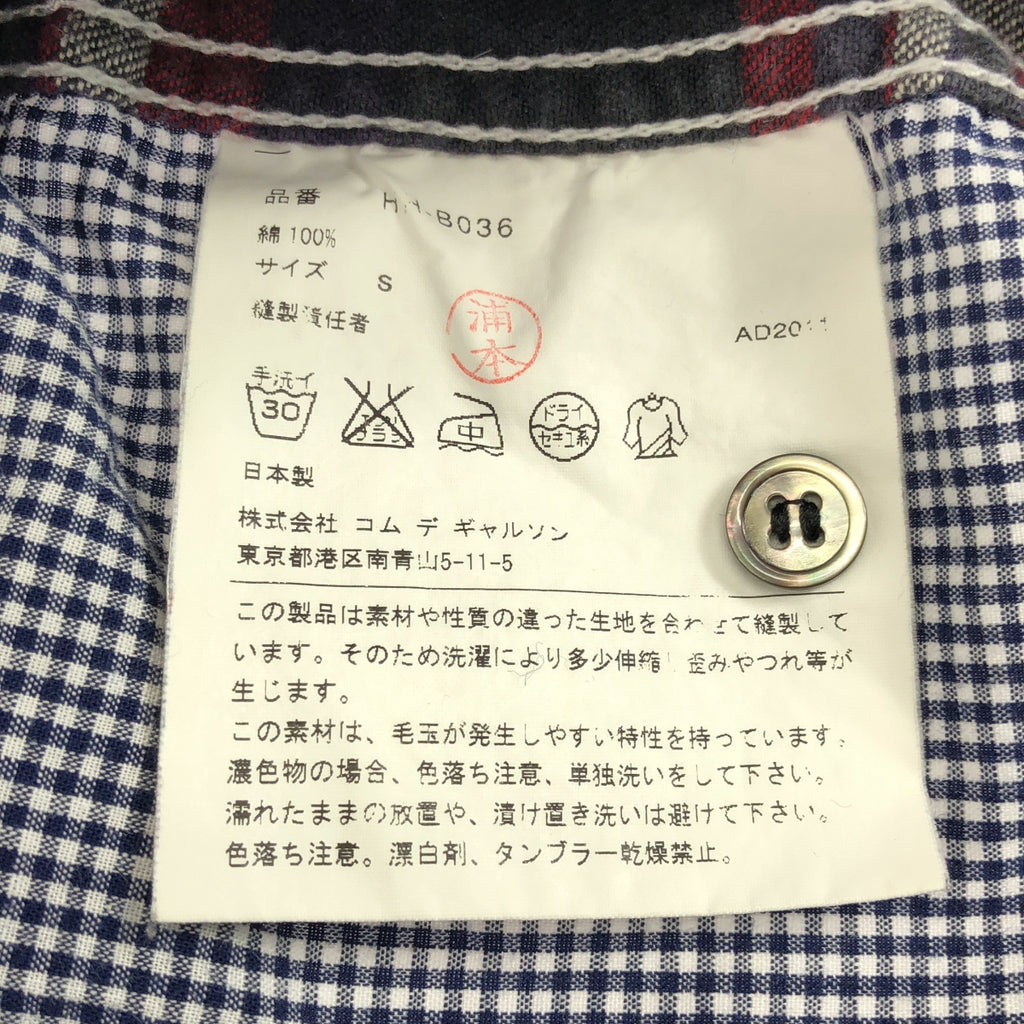 品番 HH-B036
綿 100%
サイズ S
縫製責任者
浦本
手洗イ
30
中
ドライ
セキユ系
日本製
株式会社 コム デ ギャルソン
東京都港区南青山5-11-5
この製品は素材や性質の違った生地を合わせて縫製して
います。そのため洗濯により多少伸縮し歪みやつれ等が
生じます。
この素材は、毛玉が発生しやすい特性を持っています。
濃色物の場合、色落ち注意、単独洗いをして下さい。
濡れたままの放置や、漬け置き洗いは避けて下さい。
色落ち注意。漂白剤、タンブラー乾燥禁止。